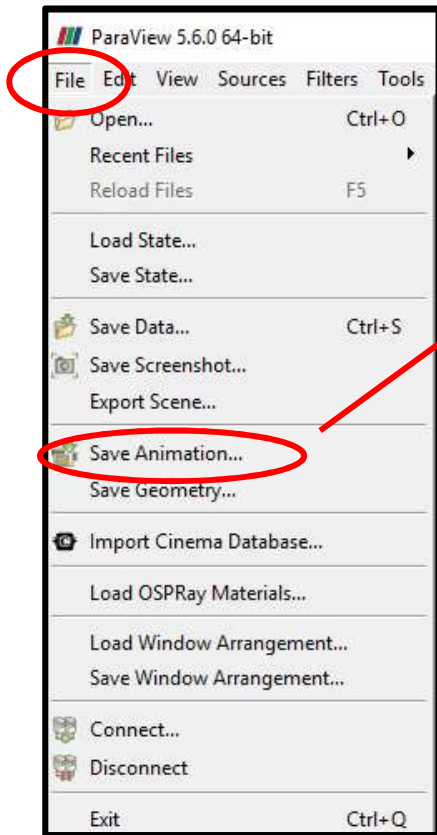 ParaView 5.6.0 64-bit
File Edit View Sources Filters Tools
Open... Ctrl+O
Recent Files
Reload Files F5
Load State...
Save State...
Save Data... Ctrl+S
Save Screenshot...
Export Scene...
Save Animation...
Save Geometry...
Import Cinema Database...
Load OSPRay Materials...
Load Window Arrangement...
Save Window Arrangement...
Connect...
Disconnect
Exit Ctrl+Q